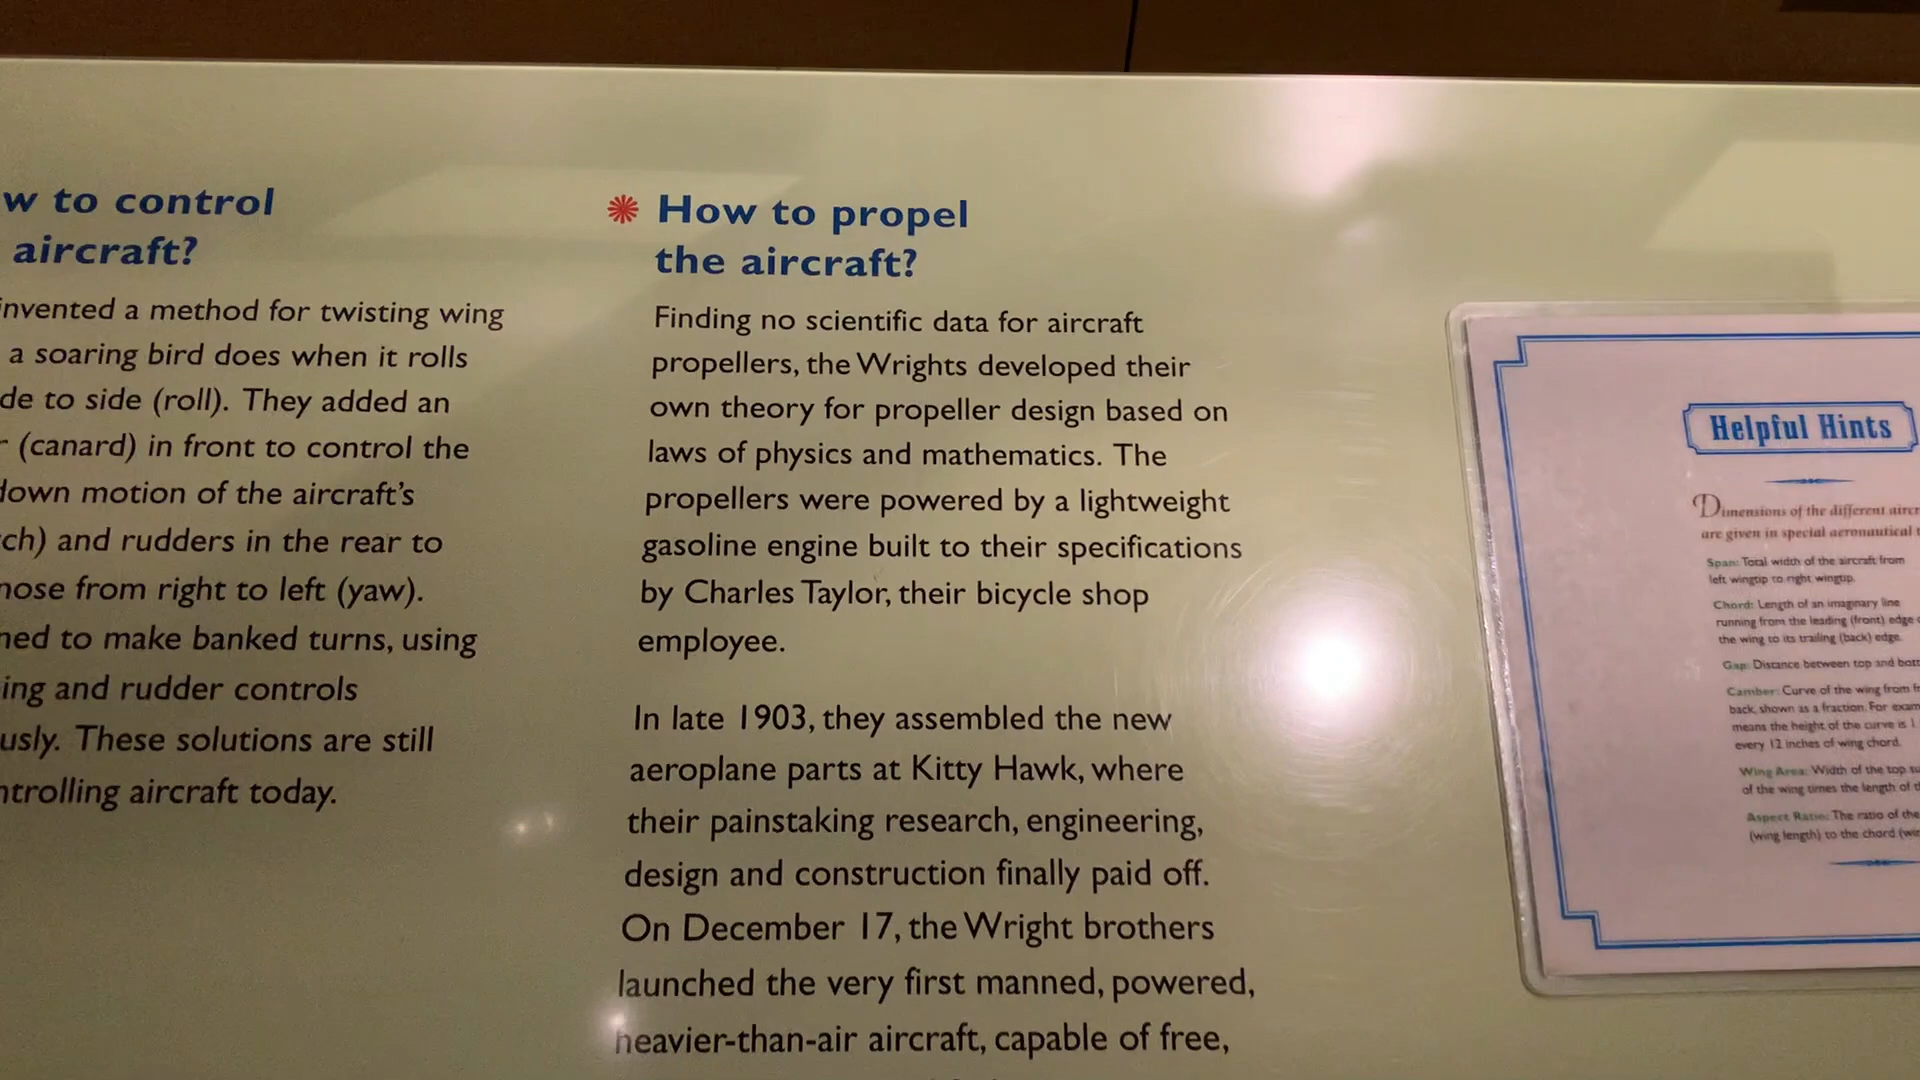 to control
aircraft?
a method for twisting wing
a soaring bird does when it rolls
to side (roll). They added an
(canard) in front to control the
motion of the aircraft's
and rudders in the rear to
from right to left (yaw).
to make banked turns, using
and rudder controls
These solutions are still
aircraft today.
How to propel
the aircraft?
Finding no scientific data for aircraft
propellers, the Wrights developed their
own theory for propeller design based on
laws of physics and mathematics. The
propellers were powered by a lightweight
gasoline engine built to their specifications
by Charles Taylor, their bicycle shop
employee.
In late 1903, they assembled the new
aeroplane parts at Kitty Hawk, where
their painstaking research, engineering,
design and construction finally paid off.
On December 17, the Wright brothers
launched the very first manned, powered,
heavier-than-air aircraft, capable of free,
Helpful Hints
Dimensions of the different
are given in special aeronautical
Span: Total width of the aircraft from
left wingtip to right wingtip.
Chord: Length of an imaginary line
running from the leading (front) edge
the wing to its trailing (back) edge.
Gap: Distance between top and
Camber: Curve of the wing from
back, shown as a fraction. For
means the height of the curve is 1
every 12 inches of wing chord.
Wing Area: Width of the top
of the wing times the length of
Aspect Ratio: The ratio of the
(wing length) to the chord